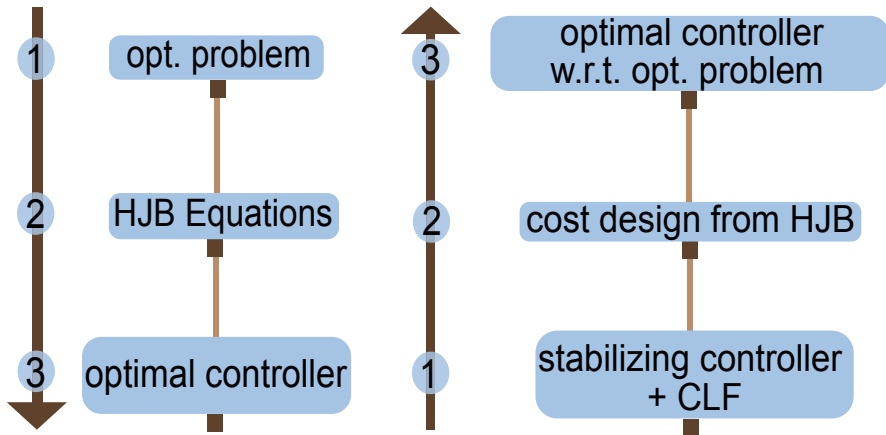 1
opt. problem
2
HJB Equations
3
optimal controller
3
optimal controller
w.r.t. opt. problem
2
cost design from HJB
1
stabilizing controller
+ CLF